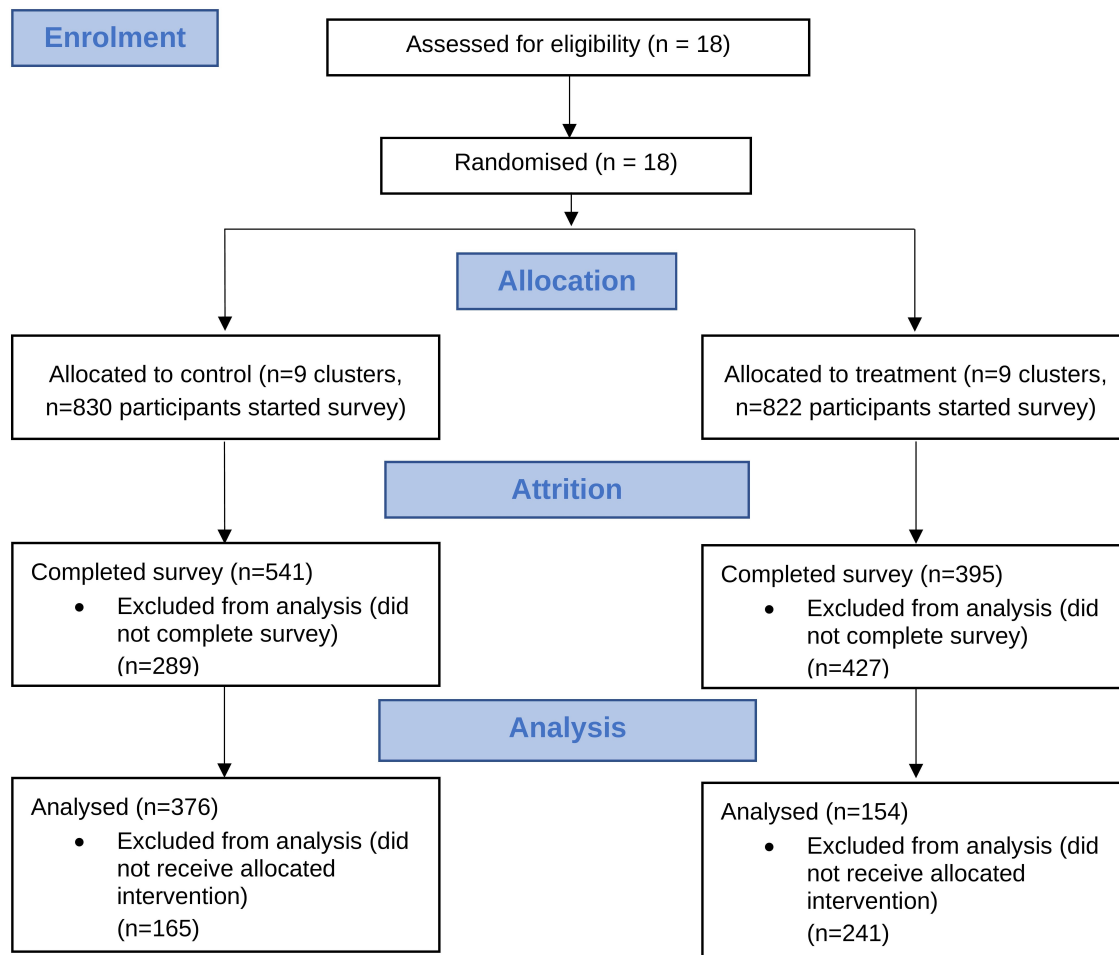 Enrolment
Assessed for eligibility (n = 18)
Randomised (n = 18)
Allocation
Allocated to control (n=9 clusters,
n=830 participants started survey)
Allocated to treatment (n=9 clusters,
n=822 participants started survey)
Attrition
Completed survey (n=541)
• Excluded from analysis (did
not complete survey)
(n=289)
Completed survey (n=395)
• Excluded from analysis (did
not complete survey)
(n=427)
Analysis
Analysed (n=376)
• Excluded from analysis (did
not receive allocated
intervention)
(n=165)
Analysed (n=154)
• Excluded from analysis (did
not receive allocated
intervention)
(n=241)